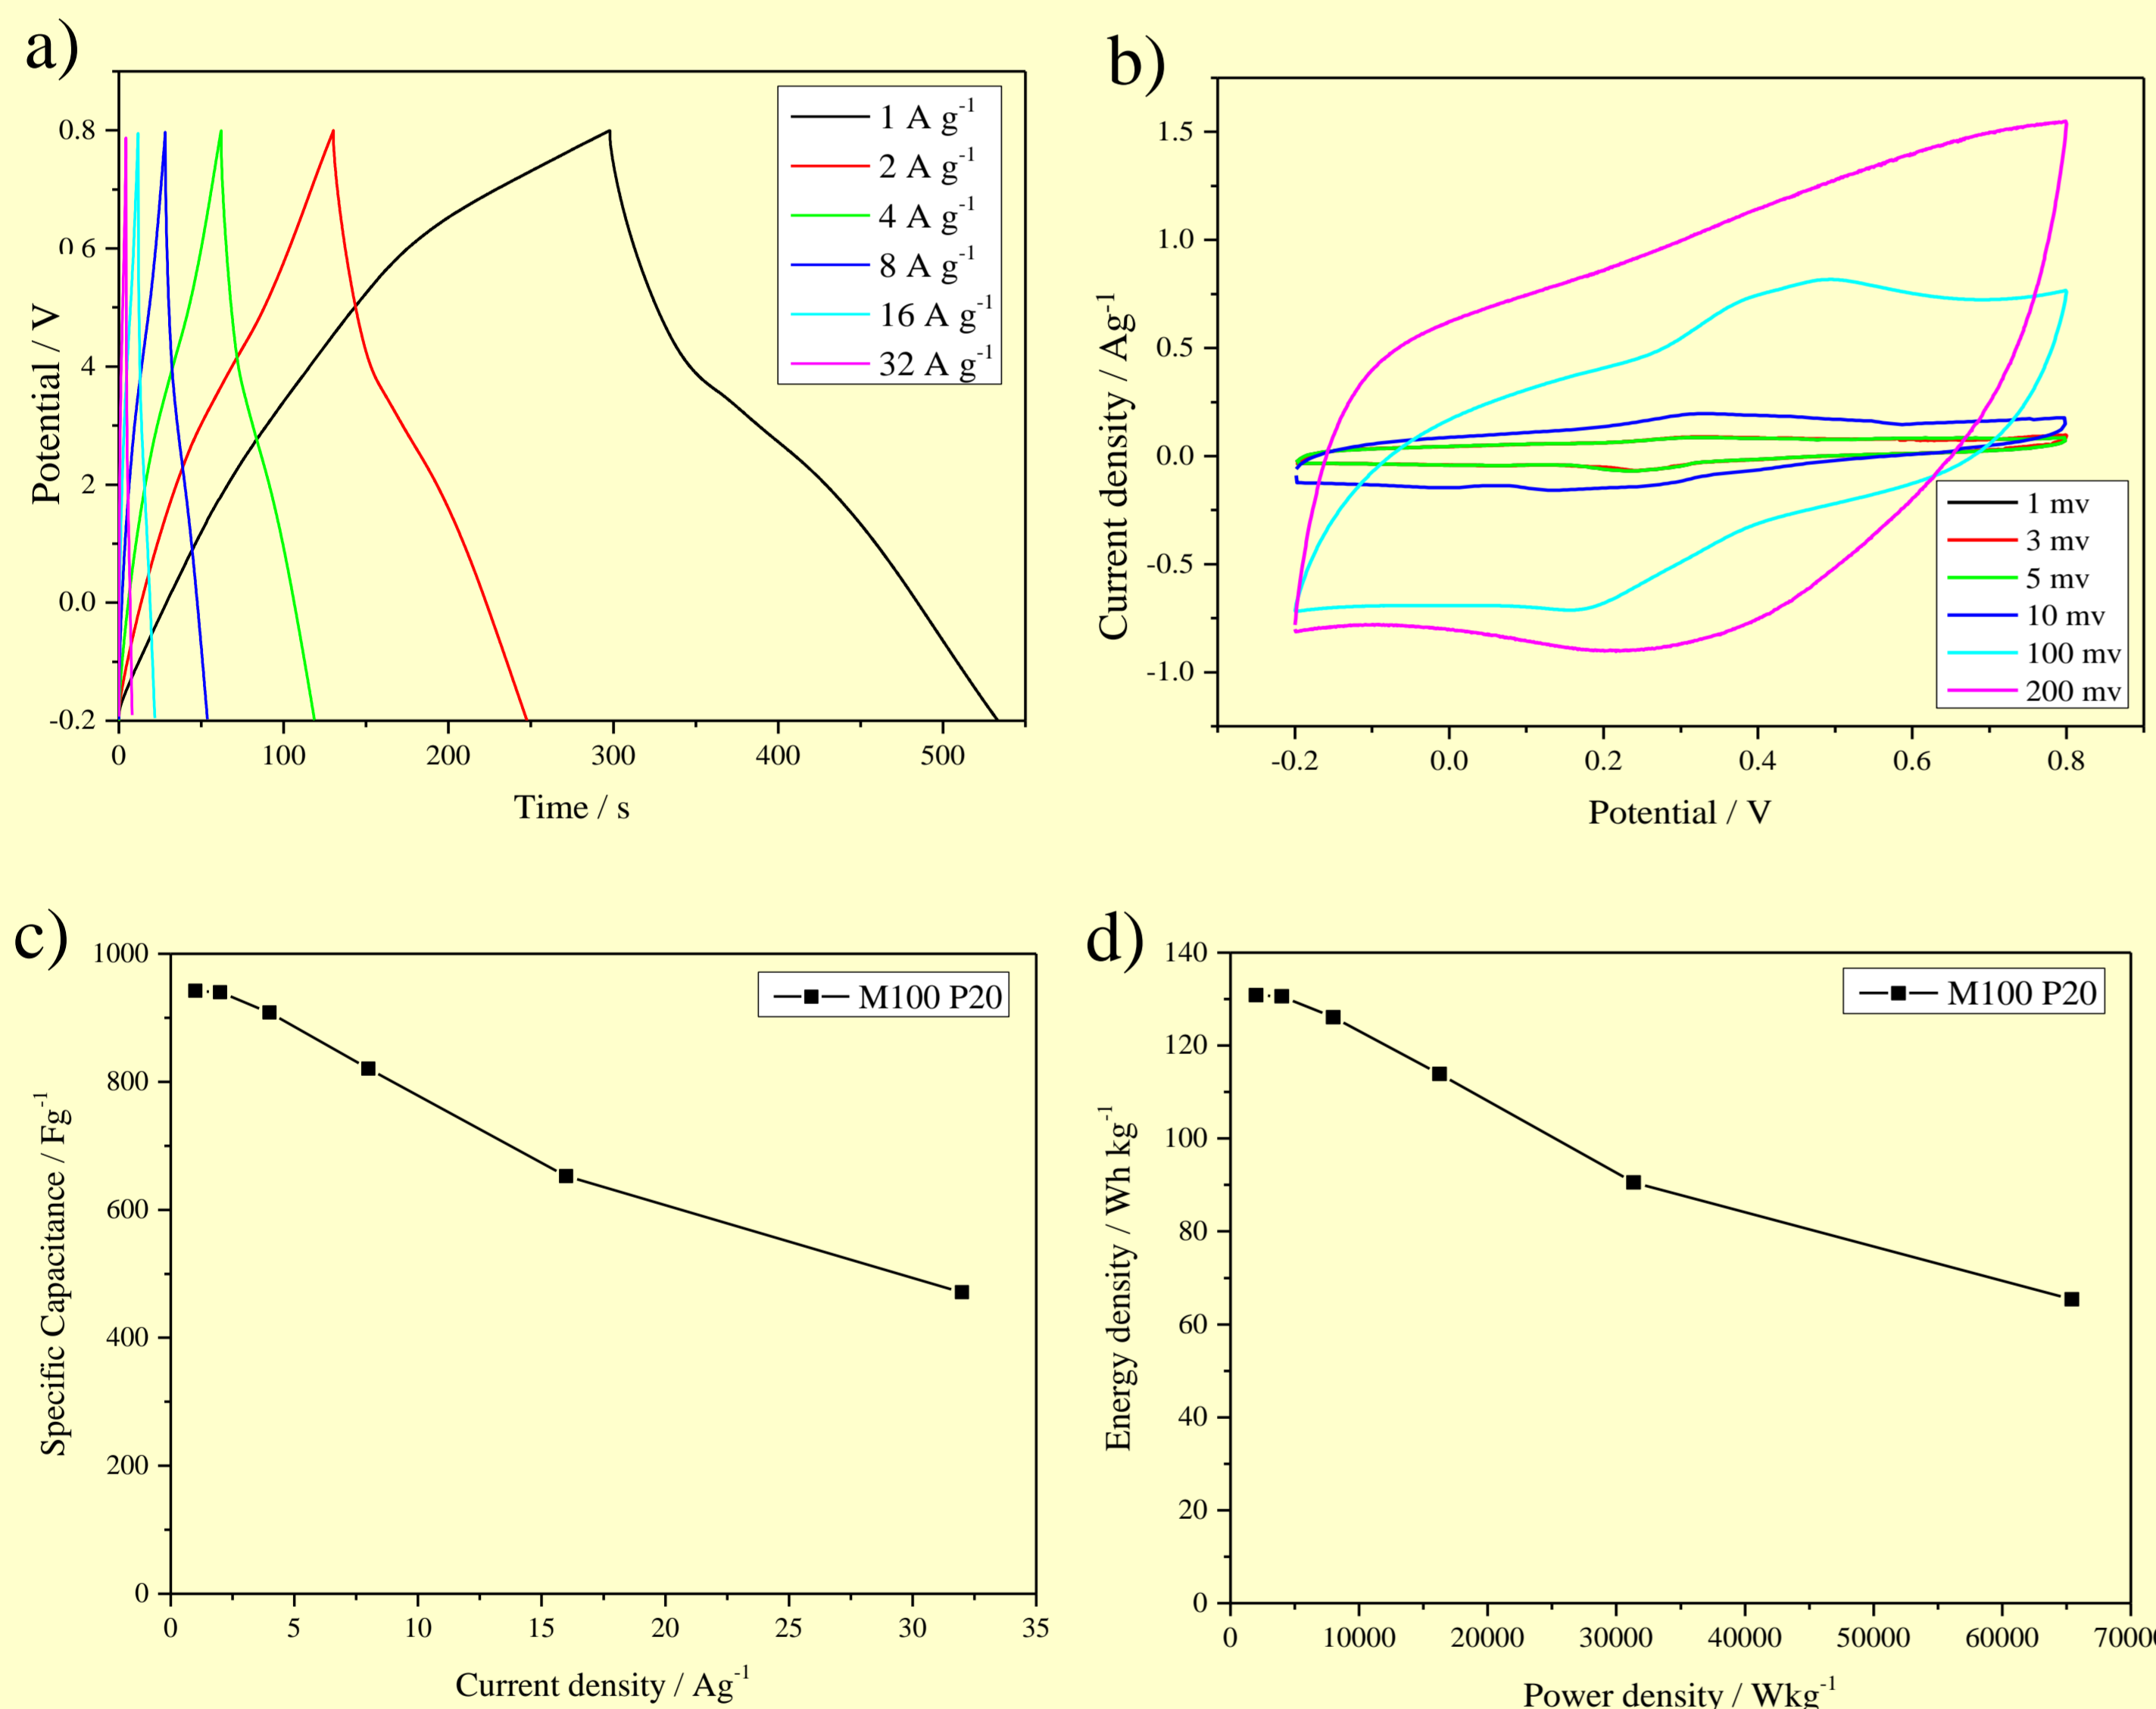 a)
0.8
0 6
4
2
0.0
-0.2
0
100
200
300
400
500
Potential / V
Time / s
1 A g⁻¹
2 A g⁻¹
4 A g⁻¹
8 A g⁻¹
16 A g⁻¹
32 A g⁻¹
b)
1.5
1.0
0.5
0.0
-0.5
-1.0
-0.2
0.0
0.2
0.4
0.6
0.8
Current density / Ag⁻¹
Potential / V
1 mv
3 mv
5 mv
10 mv
100 mv
200 mv
c)
1000
800
600
400
200
0
0
5
10
15
20
25
30
35
Specific Capacitance / Fg⁻¹
Current density / Ag⁻¹
M100 P20
d)
140
120
100
80
60
40
20
0
0
10000
20000
30000
40000
50000
60000
7000
Energy density / Wh kg⁻¹
Power density / Wkg⁻¹
M100 P20